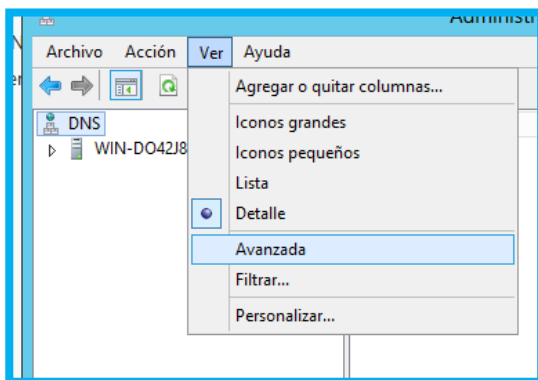 Administr
Archivo Acción Ver Ayuda
Agregar o quitar columnas...
DNS
Iconos grandes
WIN-DO42J8
Iconos pequeños
Lista
Detalle
Avanzada
Filtrar...
Personalizar...